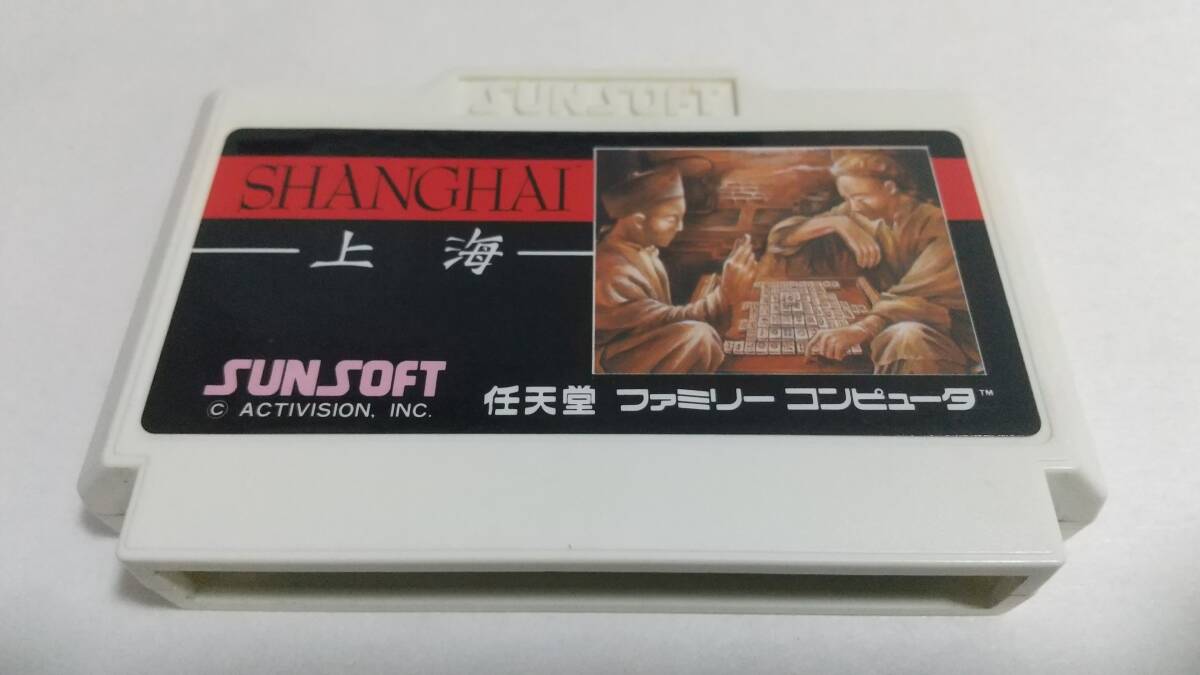 SUNSOFT
SHANGHAI™
上海
SUNSOFT
© ACTIVISION, INC.
任天堂 ファミリー コンピュータ™